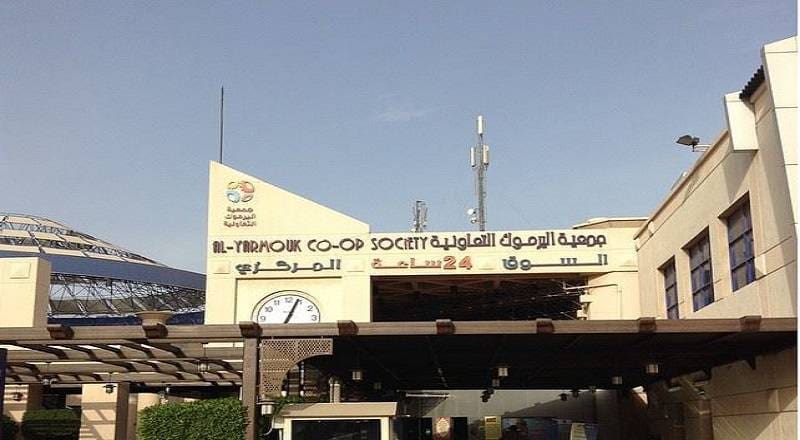 جمعية
اليرموك
التعاونية
AL-YARMOUK CO-OP SOCIETY جمعية اليرموك التعاونية
السوق 24 ساعة المركزي